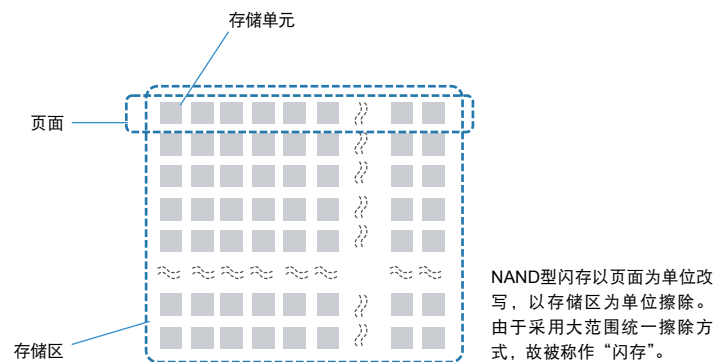 存储单元
页面
存储区
NAND型闪存以页面为单位改
写，以存储区为单位擦除。
由于采用大范围统一擦除方
式，故被称作“闪存”。